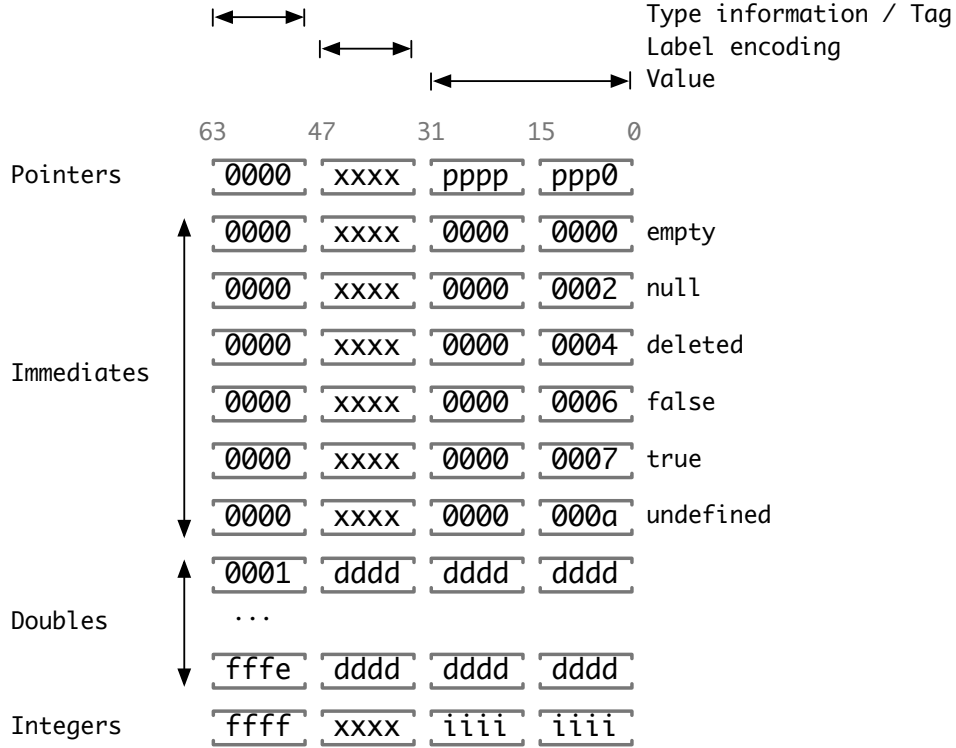 Type information / Tag
Label encoding
Value
63 47 31 15 0
Pointers 0000 xxxx pppp ppp0
0000 xxxx 0000 0000 empty
0000 xxxx 0000 0002 null
0000 xxxx 0000 0004 deleted
Immediates
0000 xxxx 0000 0006 false
0000 xxxx 0000 0007 true
0000 xxxx 0000 000a undefined
0001 dddd dddd dddd
Doubles ...
fffe dddd dddd dddd
Integers ffff xxxx iiii iiii